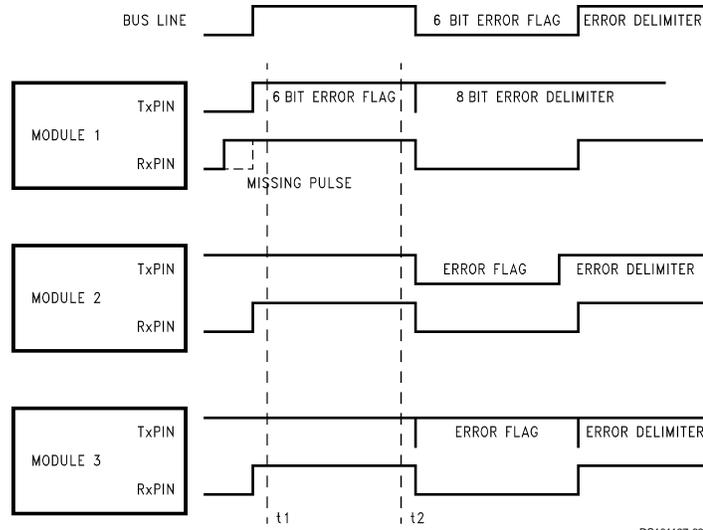 BUS LINE
6 BIT ERROR FLAG
ERROR DELIMITER
TxPIN
6 BIT ERROR FLAG
8 BIT ERROR DELIMITER
MODULE 1
RxPIN
MISSING PULSE
TxPIN
ERROR FLAG
ERROR DELIMITER
MODULE 2
RxPIN
TxPIN
ERROR FLAG
ERROR DELIMITER
MODULE 3
RxPIN
t1
t2